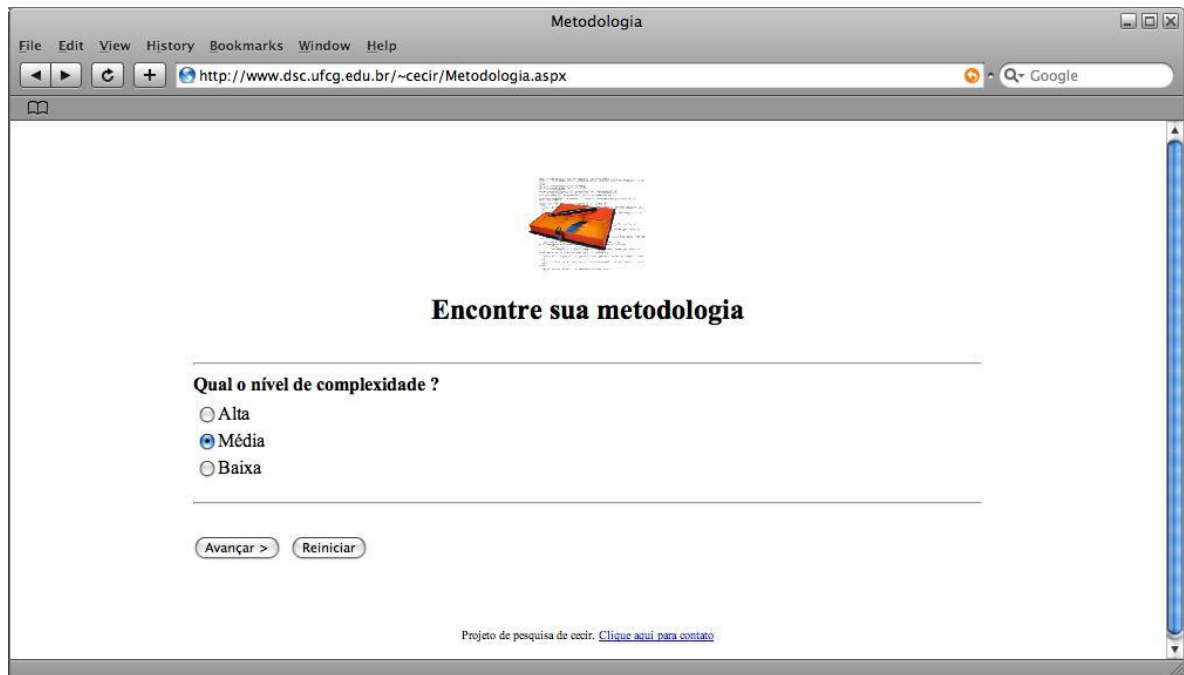 Metodologia
File Edit View History Bookmarks Window Help
http://www.dsc.ufcg.edu.br/~cecir/Metodologia.aspx
Google
Encontre sua metodologia
Qual o nível de complexidade ?
Alta
Média
Baixa
Avançar > Reiniciar
Projeto de pesquisa de cecir. Clique aqui para contato